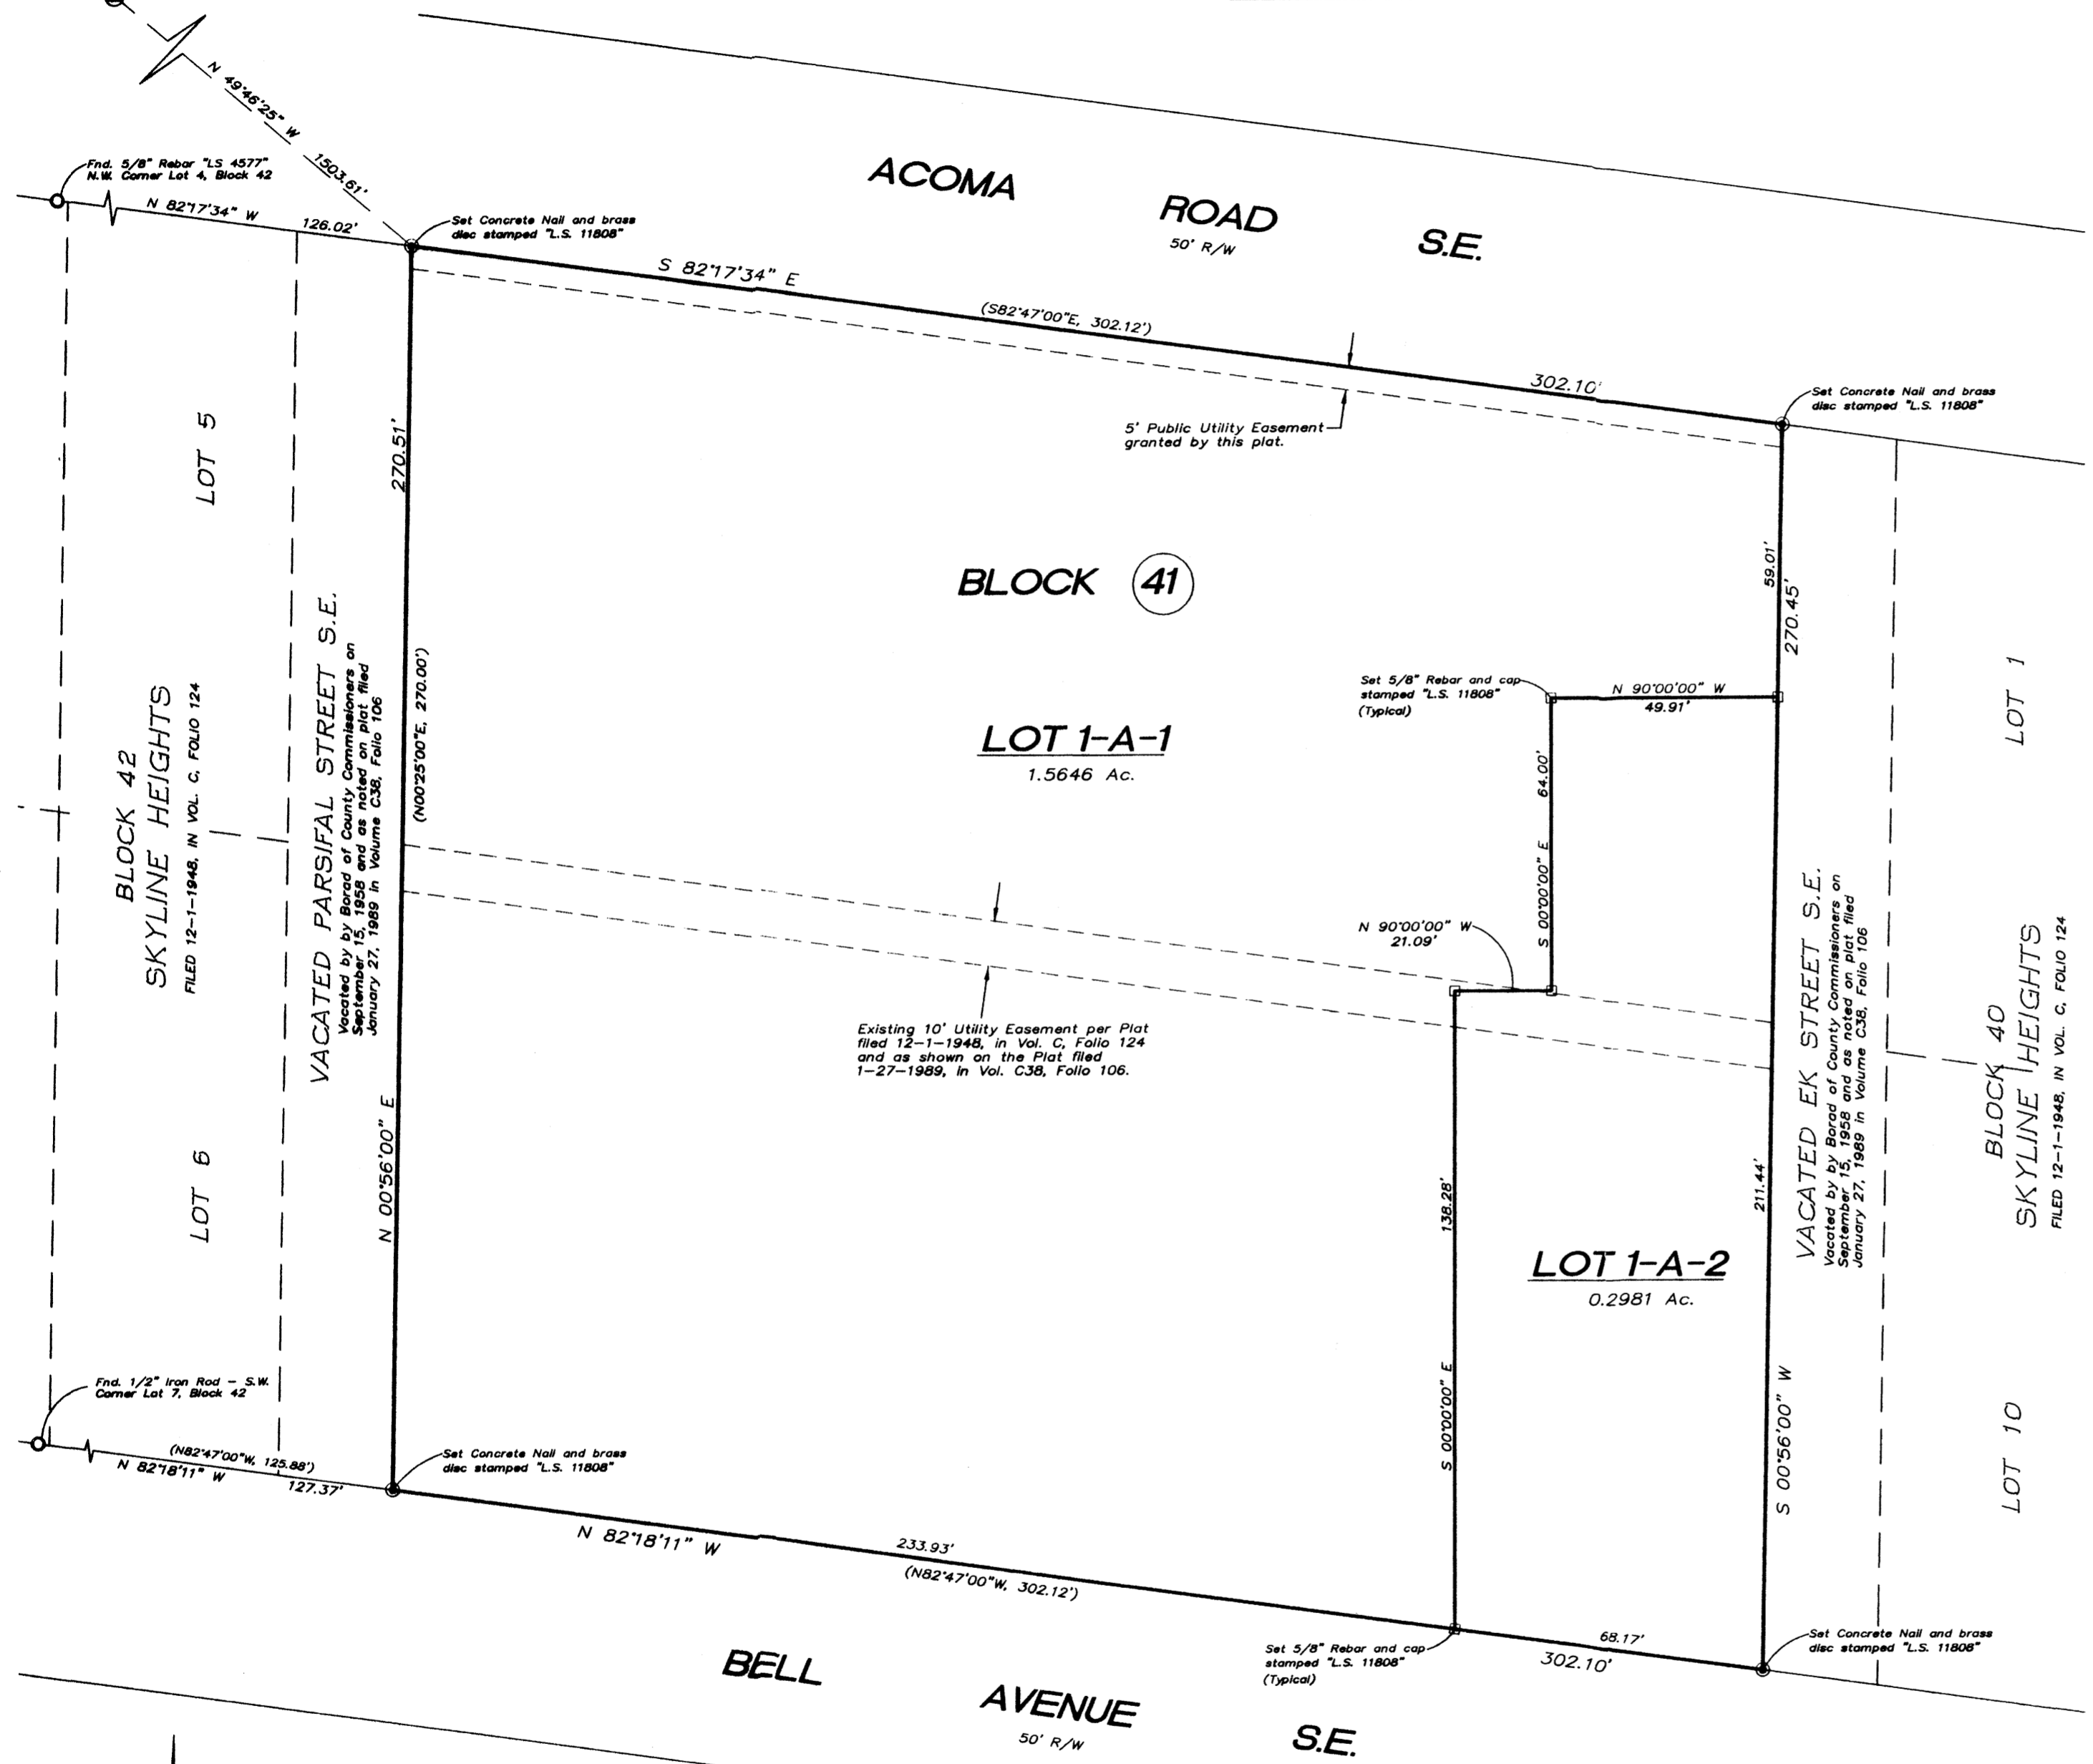 N 49°46'25" W
1503.61'
Fnd. 5/8" Rebar "LS 4577"
N.W. Corner Lot 4, Block 42
N 82°17'34" W
126.02'
Set Concrete Nail and brass
disc stamped "L.S. 11808"
ACOMA ROAD S.E.
50' R/W
S 82°17'34" E
(S82°47'00"E, 302.12')
302.10'
Set Concrete Nail and brass
disc stamped "L.S. 11808"
5' Public Utility Easement
granted by this plat.
LOT 5
270.51'
BLOCK 41
59.01'
270.45'
LOT 1
VACATED PARSIFAL STREET S.E.
Vacated by by Borad of County Commissioners on
September 15, 1958 and as noted on plat filed
January 27, 1989 in Volume C38, Folio 106
(N00°25'00"E, 270.00')
BLOCK 42
SKYLINE HEIGHTS
FILED 12-1-1948, IN VOL. C, FOLIO 124
LOT 1-A-1
1.5646 Ac.
Set 5/8" Rebar and cap
stamped "L.S. 11808"
(Typical)
N 90°00'00" W
49.91'
64.00'
S 00°00'00" E
N 90°00'00" W
21.09'
Existing 10' Utility Easement per Plat
filed 12-1-1948, in Vol. C, Folio 124
and as shown on the Plat filed
1-27-1989, in Vol. C38, Folio 106.
VACATED EK STREET S.E.
Vacated by by Borad of County Commissioners on
September 15, 1958 and as noted on plat filed
January 27, 1989 in Volume C38, Folio 106
BLOCK 40
SKYLINE HEIGHTS
FILED 12-1-1948, IN VOL. C, FOLIO 124
LOT 6
N 00°56'00" E
138.28'
S 00°00'00" E
211.44'
LOT 1-A-2
0.2981 Ac.
S 00°56'00" W
LOT 10
Fnd. 1/2" Iron Rod - S.W.
Corner Lot 7, Block 42
(N82°47'00"W, 125.88')
N 82°18'11" W
127.37'
Set Concrete Nail and brass
disc stamped "L.S. 11808"
N 82°18'11" W
233.93'
(N82°47'00"W, 302.12')
Set 5/8" Rebar and cap
stamped "L.S. 11808"
(Typical)
68.17'
302.10'
Set Concrete Nail and brass
disc stamped "L.S. 11808"
BELL AVENUE S.E.
50' R/W